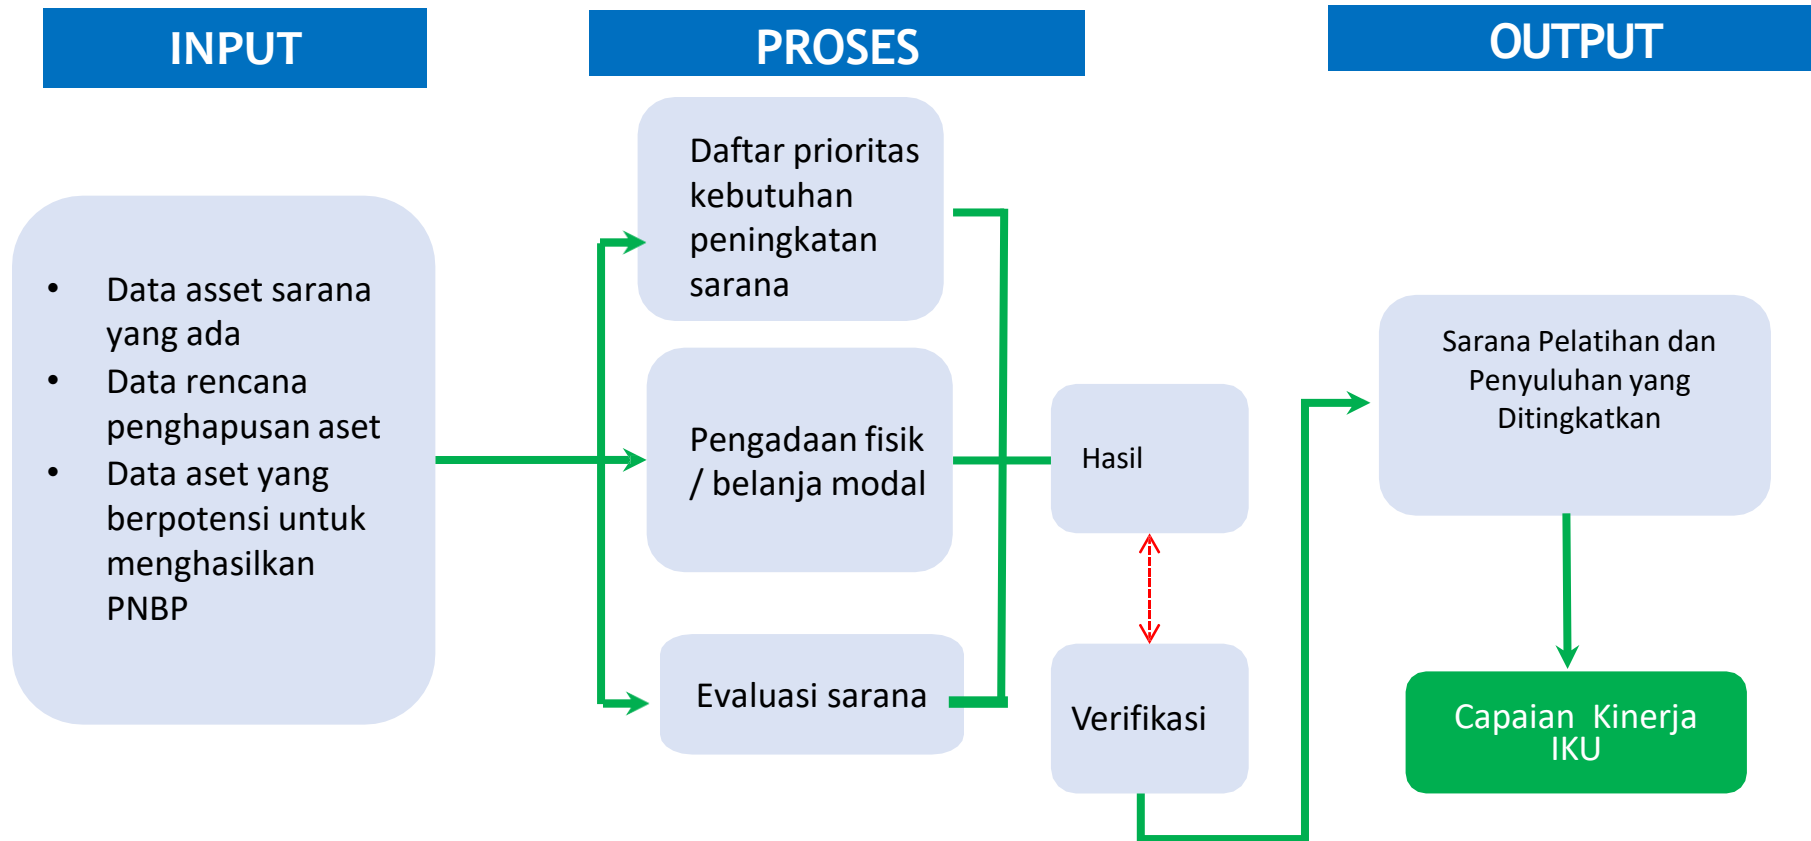 INPUT
PROSES
OUTPUT
• Data asset sarana
yang ada
• Data rencana
penghapusan aset
• Data aset yang
berpotensi untuk
menghasilkan
PNBP
Daftar prioritas
kebutuhan
peningkatan
sarana
Pengadaan fisik
/ belanja modal
Evaluasi sarana
Hasil
Verifikasi
Sarana Pelatihan dan
Penyuluhan yang
Ditingkatkan
Capaian Kinerja
IKU